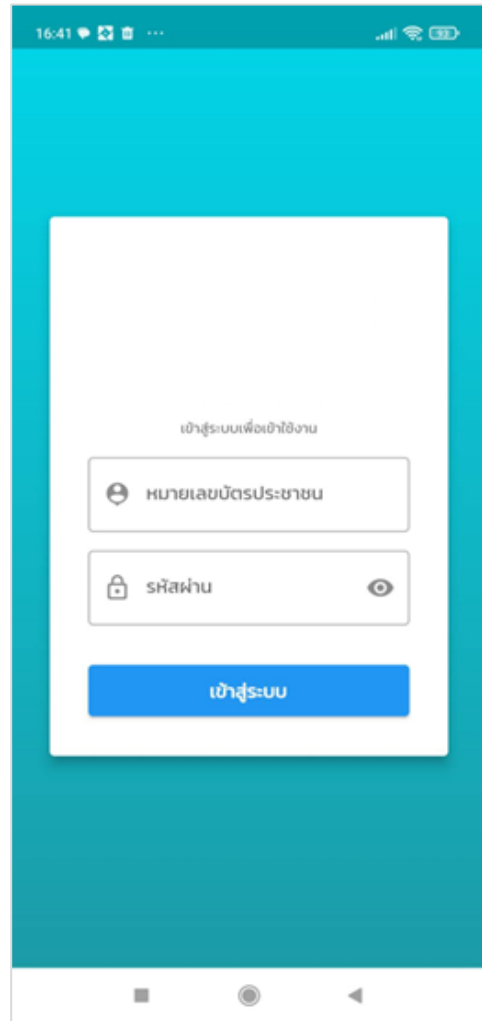 16:41
93
เข้าสู่ระบบเพื่อเข้าใช้งาน
หมายเลขบัตรประชาชน
รหัสผ่าน
เข้าสู่ระบบ